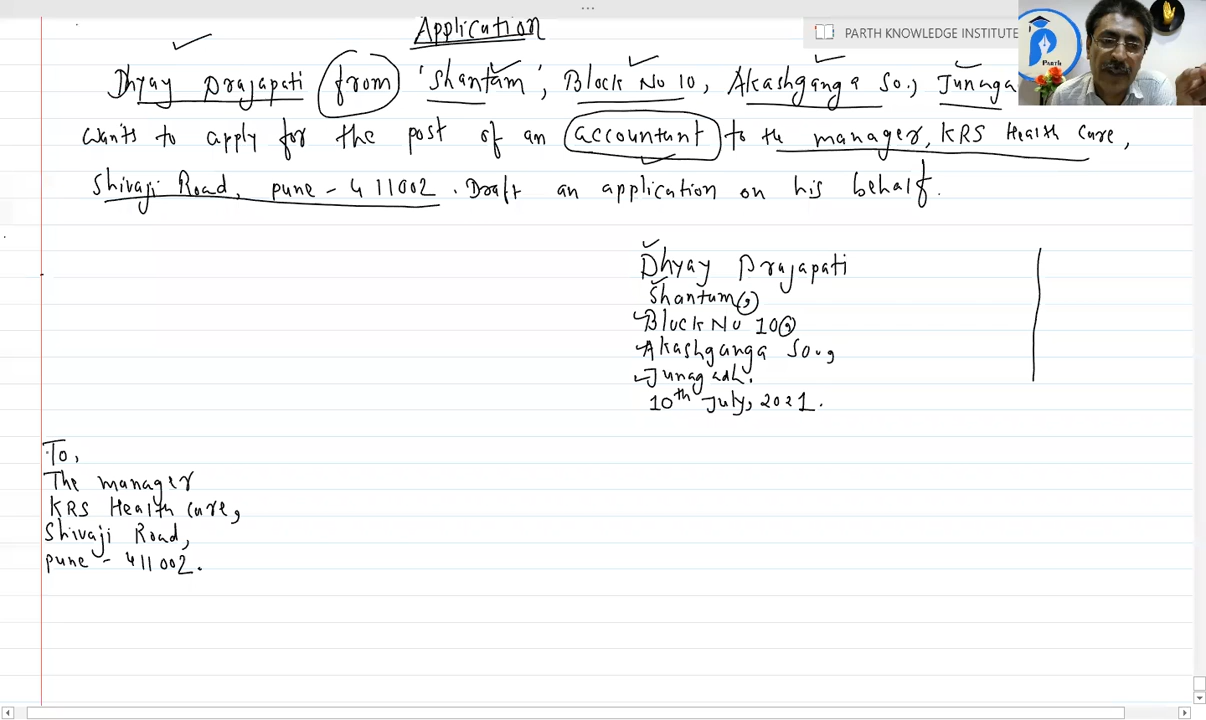 Application
PARTH KNOWLEDGE INSTITUTE
Parth
Dhyay Prajapati from 'Shantam', Block No 10, Akashganga So., Junaga
wants to apply for the post of an accountant to the manager, KRS Health Care,
Shivaji Road, pune - 411002. Draft an application on his behalf.
Dhyay Prajapati
Shantam,
Block No 10,
Akashganga So.,
Junagadh.
10th July, 2021.
To,
The manager
KRS Health Care,
Shivaji Road,
pune - 411002.